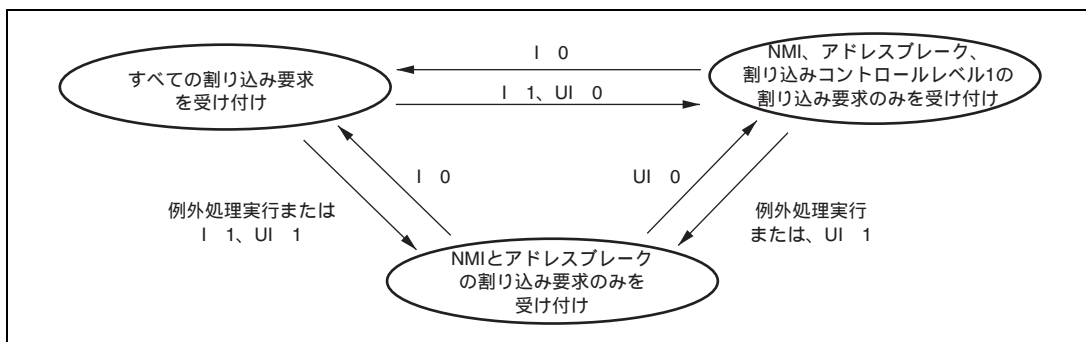 I 0
すべての割り込み要求
を受け付け
I 1、UI 0
NMI、アドレスブレーク、
割り込みコントロールレベル1の
割り込み要求のみを受け付け
I 0
UI 0
例外処理実行または
I 1、UI 1
例外処理実行
または、UI 1
NMIとアドレスブレーク
の割り込み要求のみを
受け付け